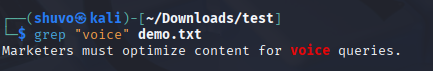 ┌──(shuvo㉿kali)-[~/Downloads/test]
└─$ grep "voice" demo.txt
Marketers must optimize content for voice queries.